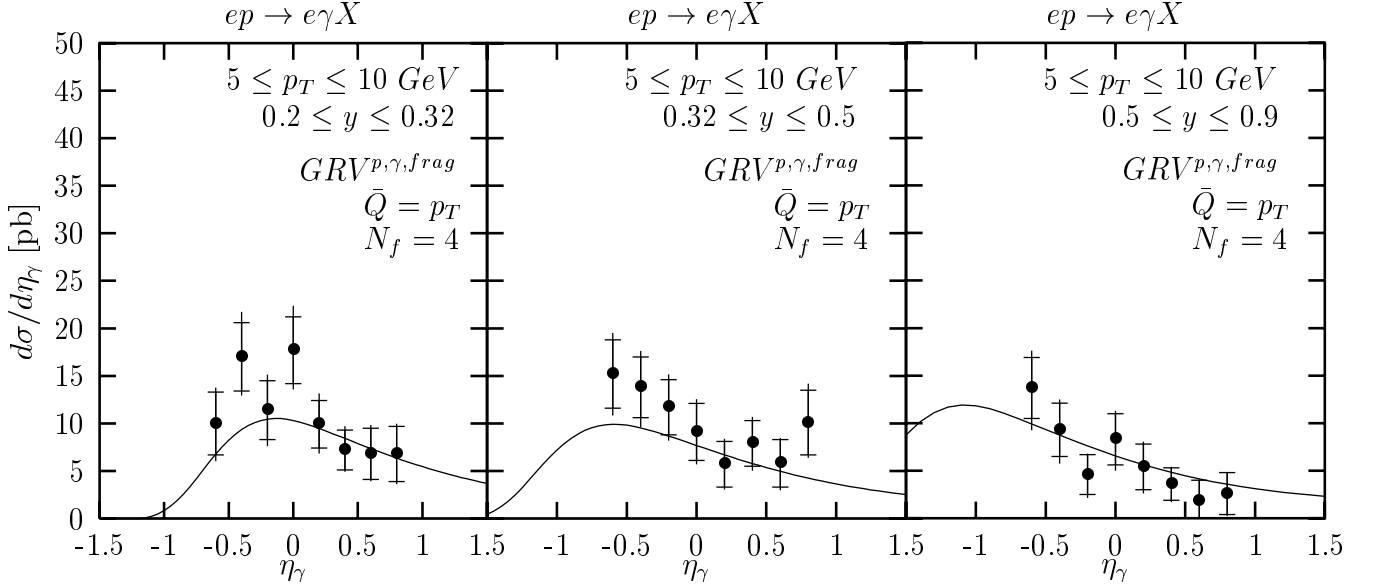 ep → eγX ep → eγX ep → eγX
50
45
40
35
30
25
20
15
10
5
0
dσ/dη_γ [pb]
5 ≤ p_T ≤ 10 GeV
0.2 ≤ y ≤ 0.32
GRV^{p,γ,frag}
Q̄ = p_T
N_f = 4
5 ≤ p_T ≤ 10 GeV
0.32 ≤ y ≤ 0.5
GRV^{p,γ,frag}
Q̄ = p_T
N_f = 4
5 ≤ p_T ≤ 10 GeV
0.5 ≤ y ≤ 0.9
GRV^{p,γ,frag}
Q̄ = p_T
N_f = 4
-1.5 -1 -0.5 0 0.5 1 1.5 -1 -0.5 0 0.5 1 1.5 -1 -0.5 0 0.5 1 1.5
η_γ η_γ η_γ